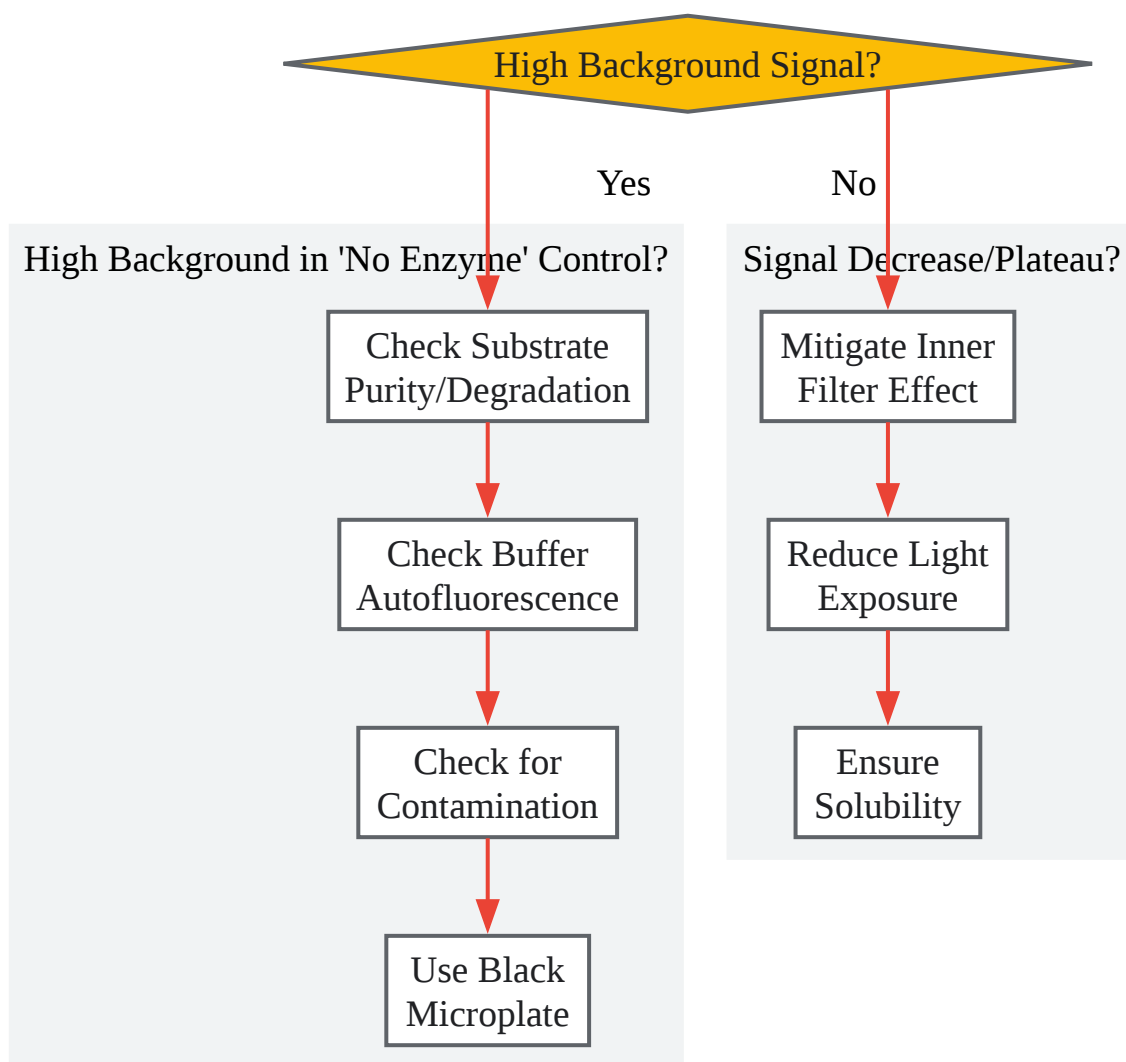 High Background Signal?
Yes
No
High Background in 'No Enzyme' Control?
Signal Decrease/Plateau?
Check Substrate
Purity/Degradation
Mitigate Inner
Filter Effect
Check Buffer
Autofluorescence
Reduce Light
Exposure
Check for
Contamination
Ensure
Solubility
Use Black
Microplate